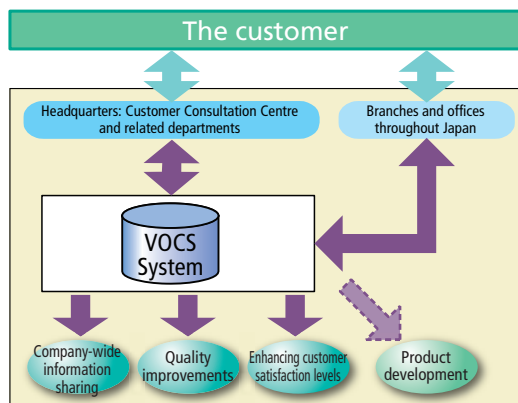 The customer
Headquarters: Customer Consultation Centre
and related departments
Branches and offices
throughout Japan
VOCS
System
Company-wide
information
sharing
Quality
improvements
Enhancing customer
satisfaction levels
Product
development